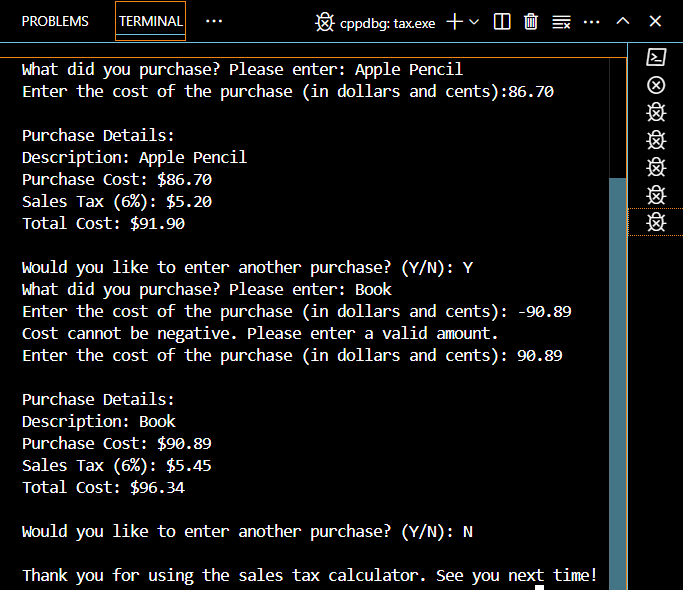 PROBLEMS TERMINAL ... cppdbg: tax.exe
What did you purchase? Please enter: Apple Pencil
Enter the cost of the purchase (in dollars and cents):86.70
Purchase Details:
Description: Apple Pencil
Purchase Cost: $86.70
Sales Tax (6%): $5.20
Total Cost: $91.90
Would you like to enter another purchase? (Y/N): Y
What did you purchase? Please enter: Book
Enter the cost of the purchase (in dollars and cents): -90.89
Cost cannot be negative. Please enter a valid amount.
Enter the cost of the purchase (in dollars and cents): 90.89
Purchase Details:
Description: Book
Purchase Cost: $90.89
Sales Tax (6%): $5.45
Total Cost: $96.34
Would you like to enter another purchase? (Y/N): N
Thank you for using the sales tax calculator. See you next time!